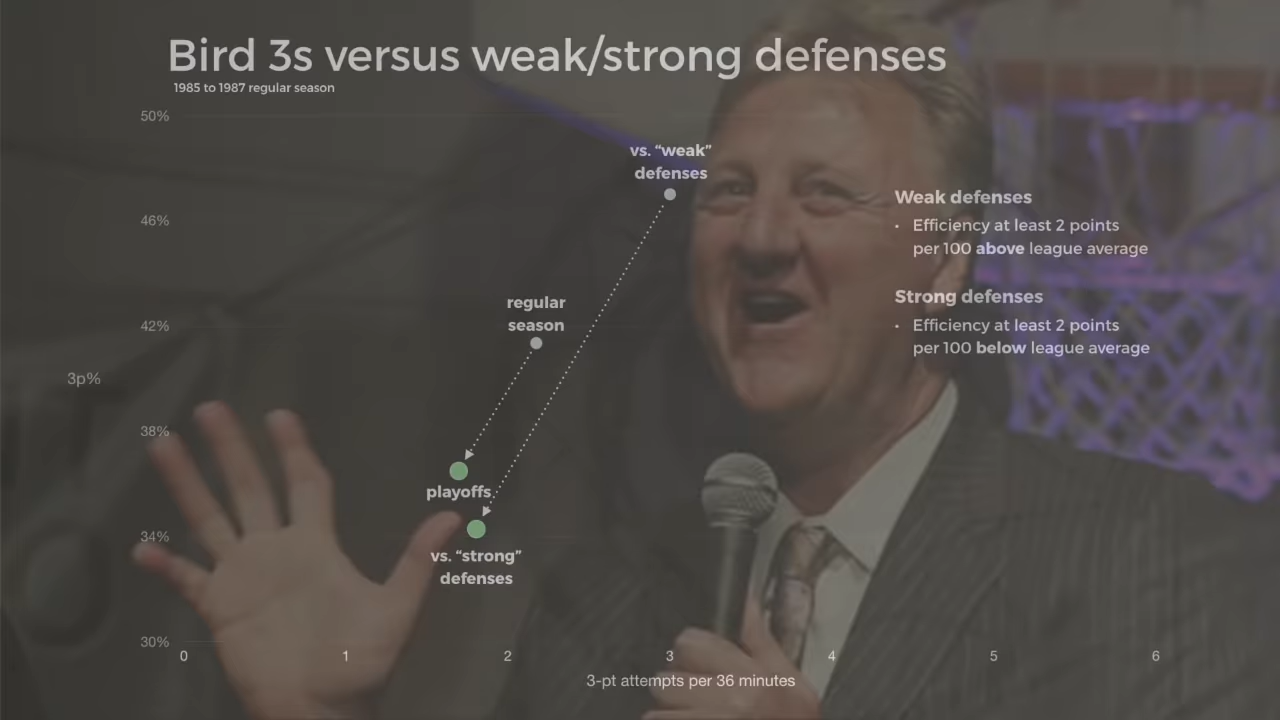 Bird 3s versus weak/strong defenses
1985 to 1987 regular season
50%
46%
42%
3p%
38%
34%
30%
vs. “weak”
defenses
regular
season
playoffs
vs. “strong”
defenses
Weak defenses
• Efficiency at least 2 points
per 100 above league average
Strong defenses
• Efficiency at least 2 points
per 100 below league average
0 1 2 3 4 5 6
3-pt attempts per 36 minutes